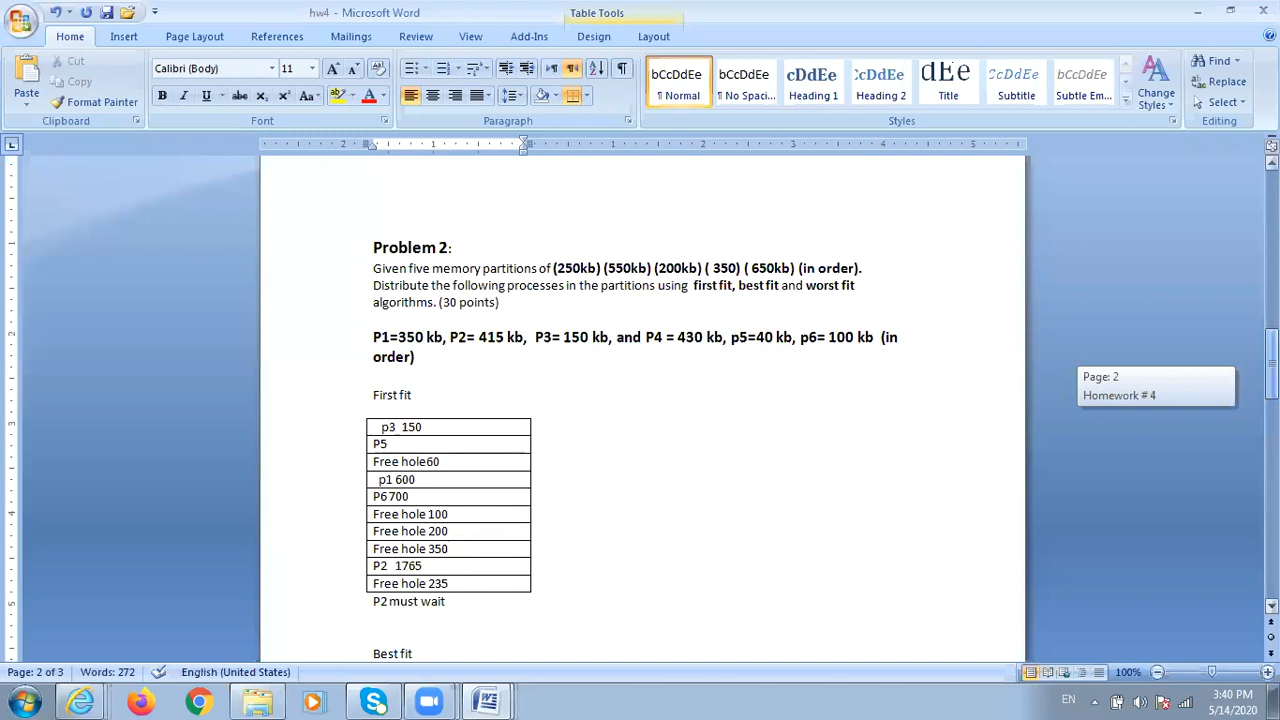 hw4 - Microsoft Word
Table Tools
Home Insert Page Layout References Mailings Review View Add-Ins Design Layout
Paste
Cut
Copy
Format Painter
Clipboard
Calibri (Body) 11
Font
Paragraph
bCcDdEe bCcDdEe cDdEe :cDdEe dEe :cDdEe bCcDdEe
¶ Normal ¶ No Spaci... Heading 1 Heading 2 Title Subtitle Subtle Em...
Change Styles
Styles
Find
Replace
Select
Editing
Problem 2:
Given five memory partitions of (250kb) (550kb) (200kb) ( 350) ( 650kb) (in order).
Distribute the following processes in the partitions using first fit, best fit and worst fit
algorithms. (30 points)
P1=350 kb, P2= 415 kb, P3= 150 kb, and P4 = 430 kb, p5=40 kb, p6= 100 kb (in
order)
First fit
p3_150
P5
Free hole60
p1 600
P6 700
Free hole 100
Free hole 200
Free hole 350
P2 1765
Free hole 235
P2 must wait
Best fit
Page: 2
Homework # 4
Page: 2 of 3 Words: 272 English (United States) 100%
EN
3:40 PM
5/14/2020